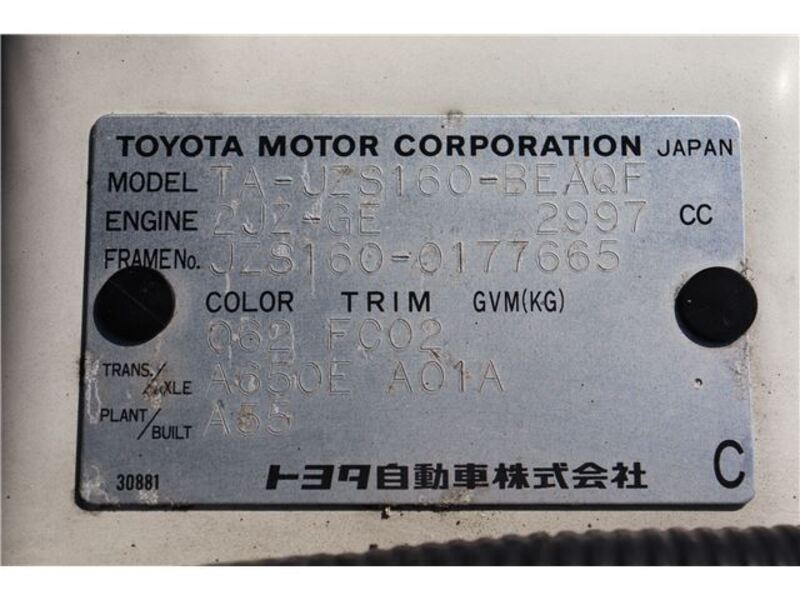 TOYOTA MOTOR CORPORATION JAPAN
MODEL TA-JZS160-BEAQF
ENGINE 2JZ-GE 2997 CC
FRAME No. JZS160-0177665
COLOR TRIM GVM(KG)
062 FC02
TRANS./AXLE A650E A01A
PLANT/BUILT A55
30881 トヨタ自動車株式会社 C